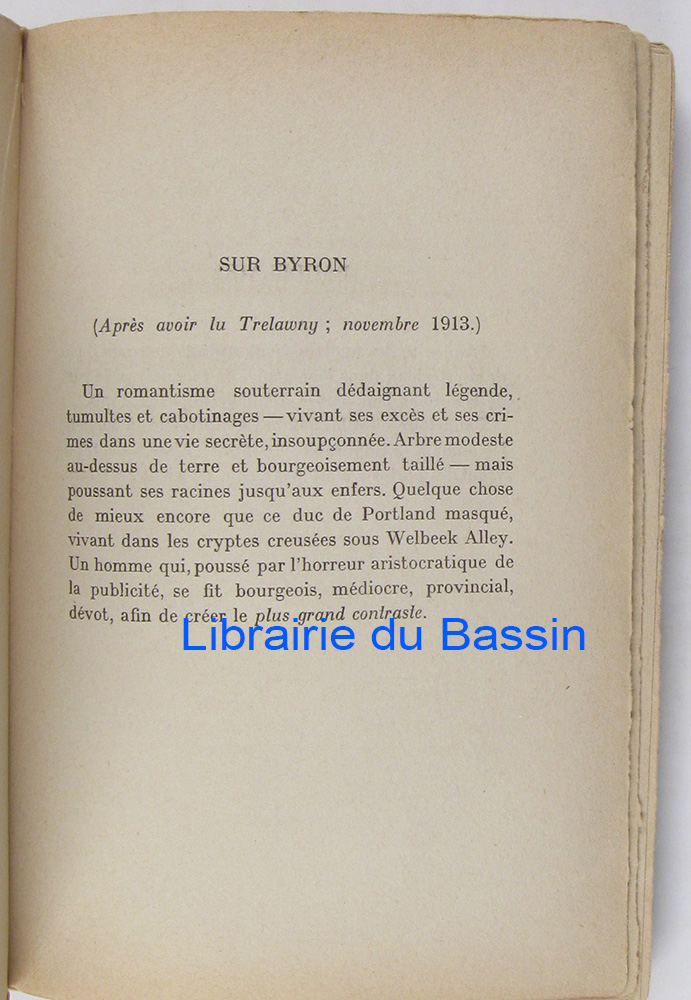 SUR BYRON
(Après avoir lu Trelawny ; novembre 1913.)
Un romantisme souterrain dédaignant légende,
tumultes et cabotinages — vivant ses excès et ses cri-
mes dans une vie secrète, insoupçonnée. Arbre modeste
au-dessus de terre et bourgeoisement taillé — mais
poussant ses racines jusqu'aux enfers. Quelque chose
de mieux encore que ce duc de Portland masqué,
vivant dans les cryptes creusées sous Welbeek Alley.
Un homme qui, poussé par l'horreur aristocratique de
la publicité, se fit bourgeois, médiocre, provincial,
dévot, afin de créer le plus grand contraste.
Librairie du Bassin